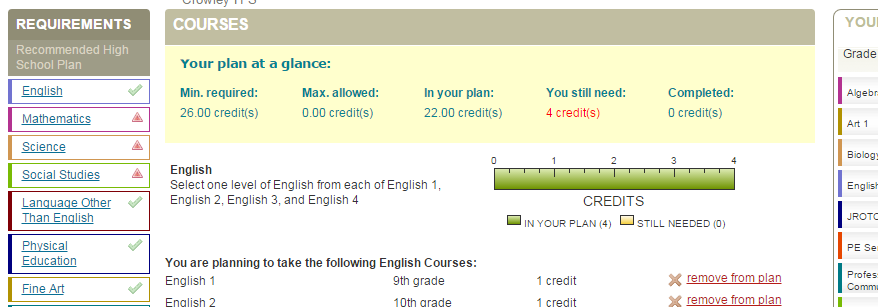 Crowley
REQUIREMENTS
Recommended High
School Plan
English
Mathematics
Science
Social Studies
Language Other
Than English
Physical
Education
Fine Art
COURSES
Your plan at a glance:
Min. required: Max. allowed: In your plan: You still need: Completed:
26.00 credit(s) 0.00 credit(s) 22.00 credit(s) 4 credit(s) 0 credit(s)
English
Select one level of English from each of English 1,
English 2, English 3, and English 4
0 1 2 3 4
CREDITS
IN YOUR PLAN (4) STILL NEEDED (0)
You are planning to take the following English Courses:
English 1 9th grade 1 credit remove from plan
English 2 10th grade 1 credit remove from plan
YOU
Grade
Algebr
Art 1
Biology
English
JROTC
PE Se
Profes
Commu